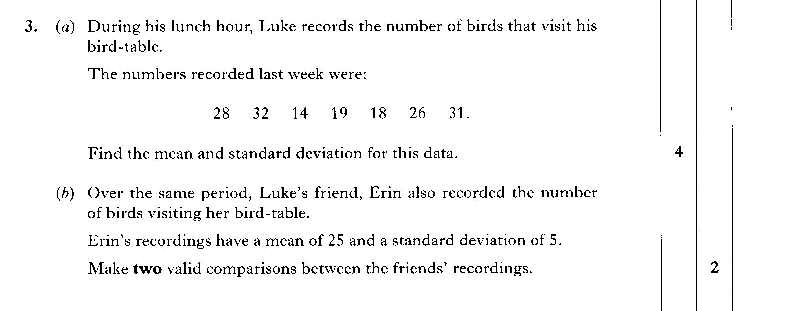 3. (a) During his lunch hour, Luke records the number of birds that visit his
bird-table.
The numbers recorded last week were:
28 32 14 19 18 26 31.
Find the mean and standard deviation for this data.
4
(b) Over the same period, Luke's friend, Erin also recorded the number
of birds visiting her bird-table.
Erin's recordings have a mean of 25 and a standard deviation of 5.
Make two valid comparisons between the friends' recordings.
2